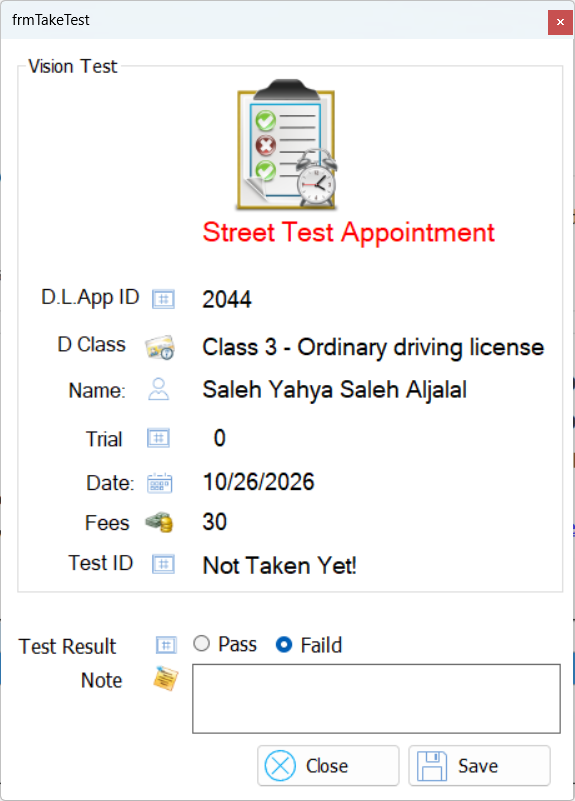 frmTakeTest
Vision Test
Street Test Appointment
D.L.App ID 2044
D Class Class 3 - Ordinary driving license
Name: Saleh Yahya Saleh Aljalal
Trial 0
Date: 10/26/2026
Fees 30
Test ID Not Taken Yet!
Test Result Pass Faild
Note
Close Save